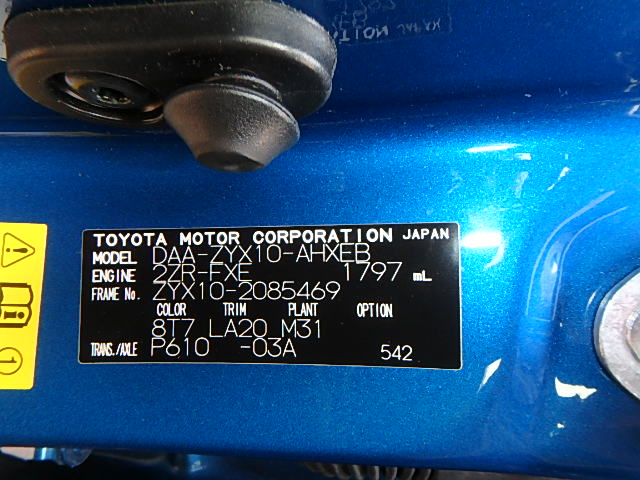 TOYOTA MOTOR CORPORATION JAPAN
MODEL DAA-ZYX10-AHXEB
ENGINE 2ZR-FXE 1797 mL
FRAME No. ZYX10-2085469
COLOR TRIM PLANT OPTION
8T7 LA20 M31
TRANS./AXLE P610 -03A 542